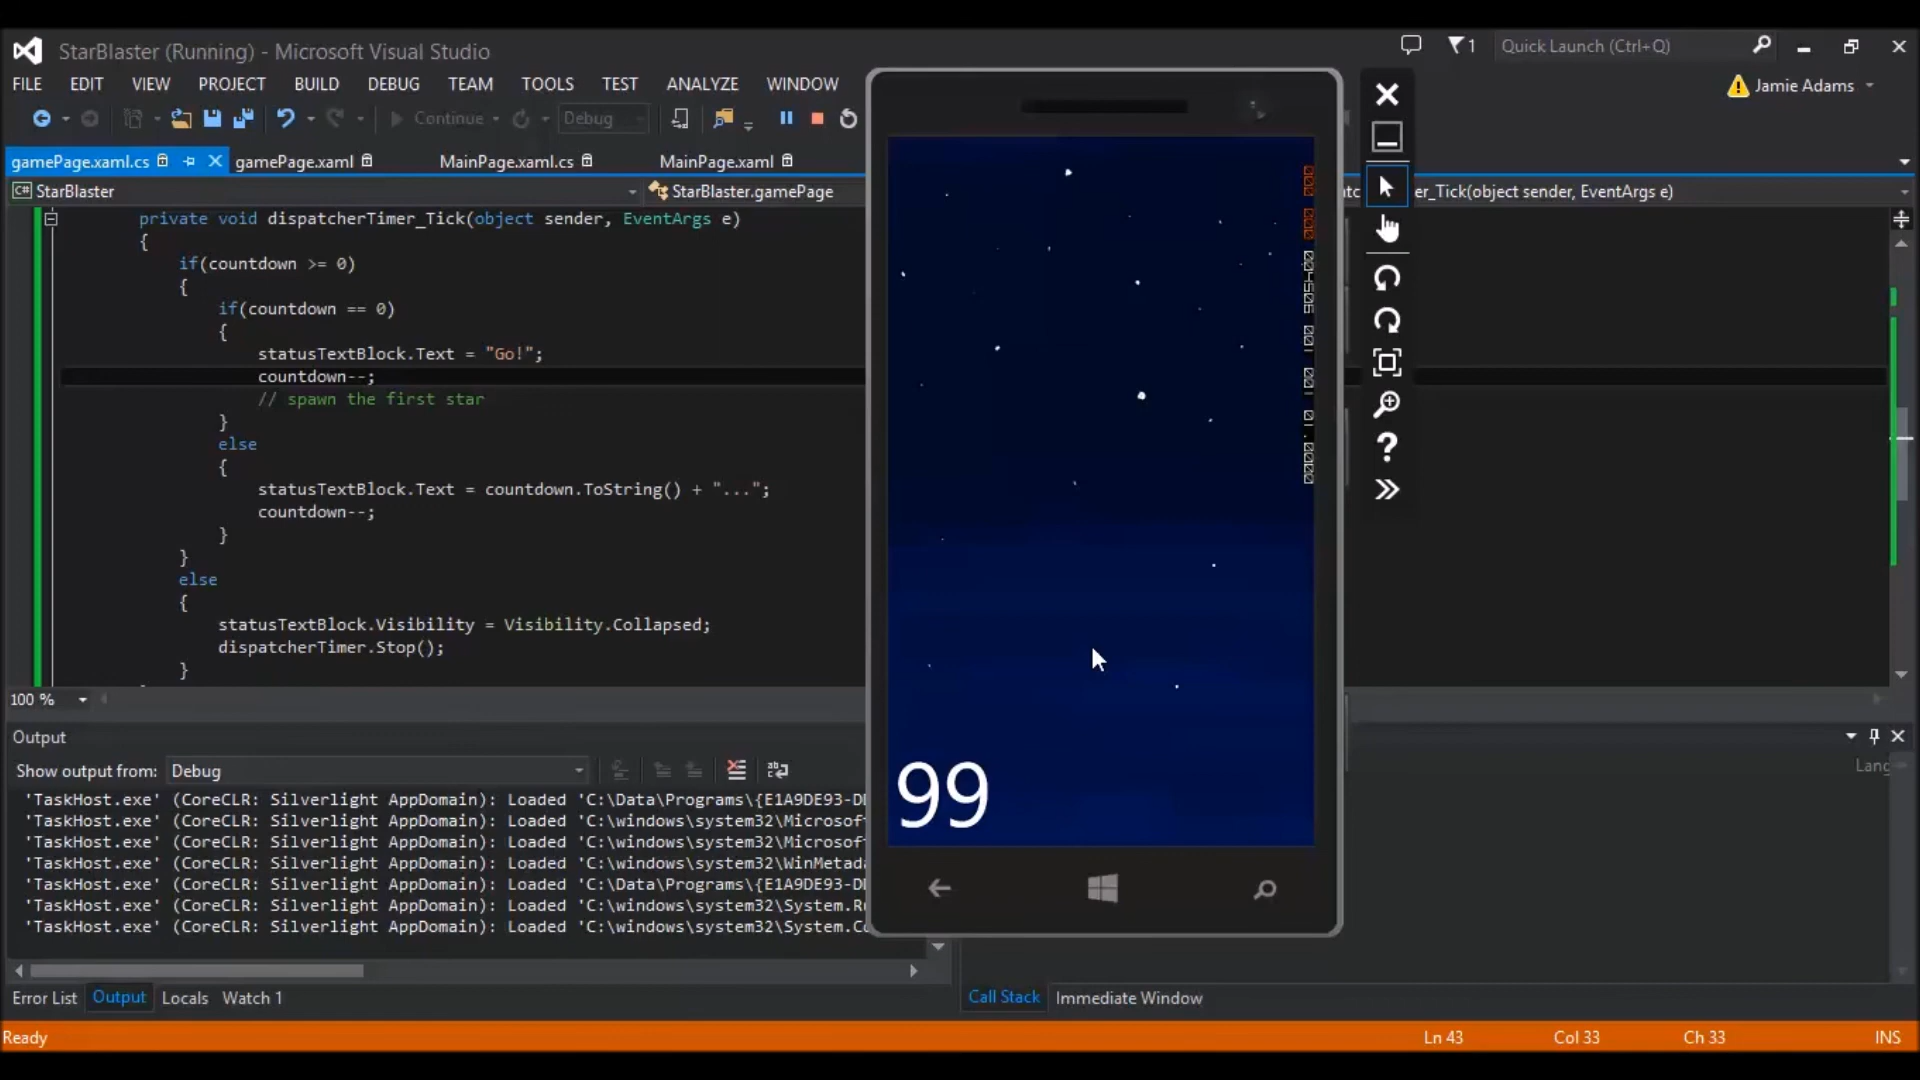 StarBlaster (Running) - Microsoft Visual Studio
1
Quick Launch (Ctrl+Q)
FILE EDIT VIEW PROJECT BUILD DEBUG TEAM TOOLS TEST ANALYZE WINDOW
Jamie Adams
Continue
Debug
gamePage.xaml.cs gamePage.xaml MainPage.xaml.cs MainPage.xaml
C# StarBlaster
StarBlaster.gamePage
er_Tick(object sender, EventArgs e)
private void dispatcherTimer_Tick(object sender, EventArgs e)
{
if(countdown >= 0)
{
if(countdown == 0)
{
statusTextBlock.Text = "Go!";
countdown--;
// spawn the first star
}
else
{
statusTextBlock.Text = countdown.ToString() + "...";
countdown--;
}
}
else
{
statusTextBlock.Visibility = Visibility.Collapsed;
dispatcherTimer.Stop();
}
99
100 %
Output
Show output from: Debug
Lang
'TaskHost.exe' (CoreCLR: Silverlight AppDomain): Loaded 'C:\Data\Programs\{E1A9DE93-DE
'TaskHost.exe' (CoreCLR: Silverlight AppDomain): Loaded 'C:\windows\system32\Microsof
'TaskHost.exe' (CoreCLR: Silverlight AppDomain): Loaded 'C:\windows\system32\Microsof
'TaskHost.exe' (CoreCLR: Silverlight AppDomain): Loaded 'C:\windows\system32\WinMetad
'TaskHost.exe' (CoreCLR: Silverlight AppDomain): Loaded 'C:\Data\Programs\{E1A9DE93-DE
'TaskHost.exe' (CoreCLR: Silverlight AppDomain): Loaded 'C:\windows\system32\System.Ru
'TaskHost.exe' (CoreCLR: Silverlight AppDomain): Loaded 'C:\windows\system32\System.Co
Error List Output Locals Watch 1
Call Stack Immediate Window
Ready
Ln 43 Col 33 Ch 33 INS